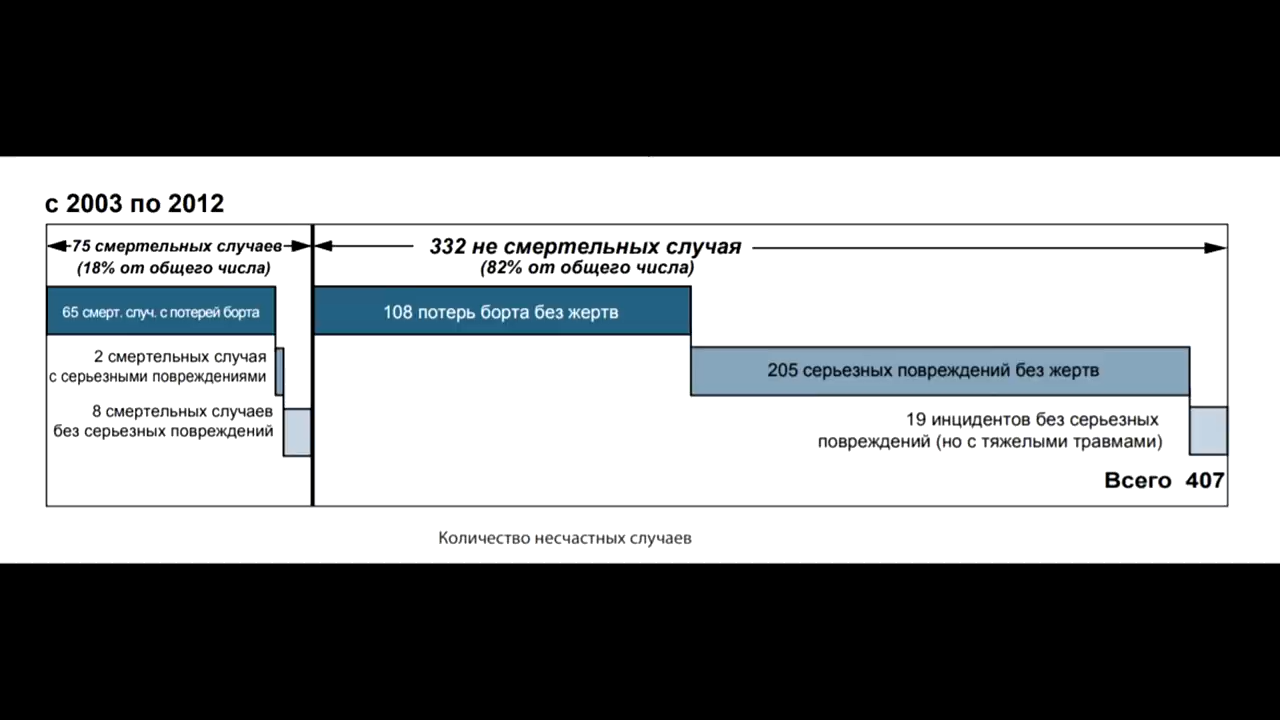 с 2003 по 2012
75 смертельных случаев
(18% от общего числа)
332 не смертельных случая
(82% от общего числа)
65 смерт. случ. с потерей борта
108 потерь борта без жертв
2 смертельных случая
с серьезными повреждениями
205 серьезных повреждений без жертв
8 смертельных случаев
без серьезных повреждений
19 инцидентов без серьезных
повреждений (но с тяжелыми травмами)
Всего 407
Количество несчастных случаев